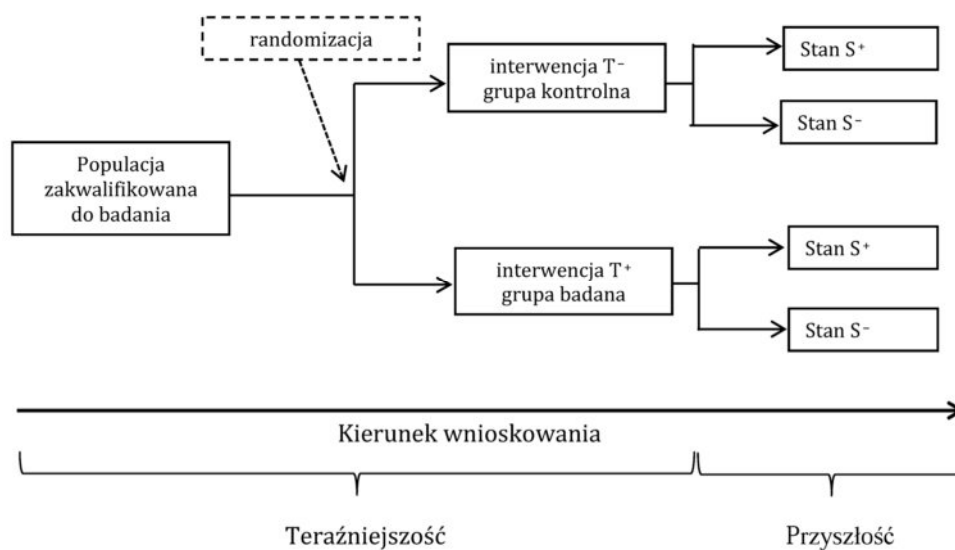 randomizacja
interwencja T⁻
grupa kontrolna
Stan S⁺
Stan S⁻
Populacja
zakwalifikowana
do badania
interwencja T⁺
grupa badana
Stan S⁺
Stan S⁻
Kierunek wnioskowania
Teraźniejszość
Przyszłość